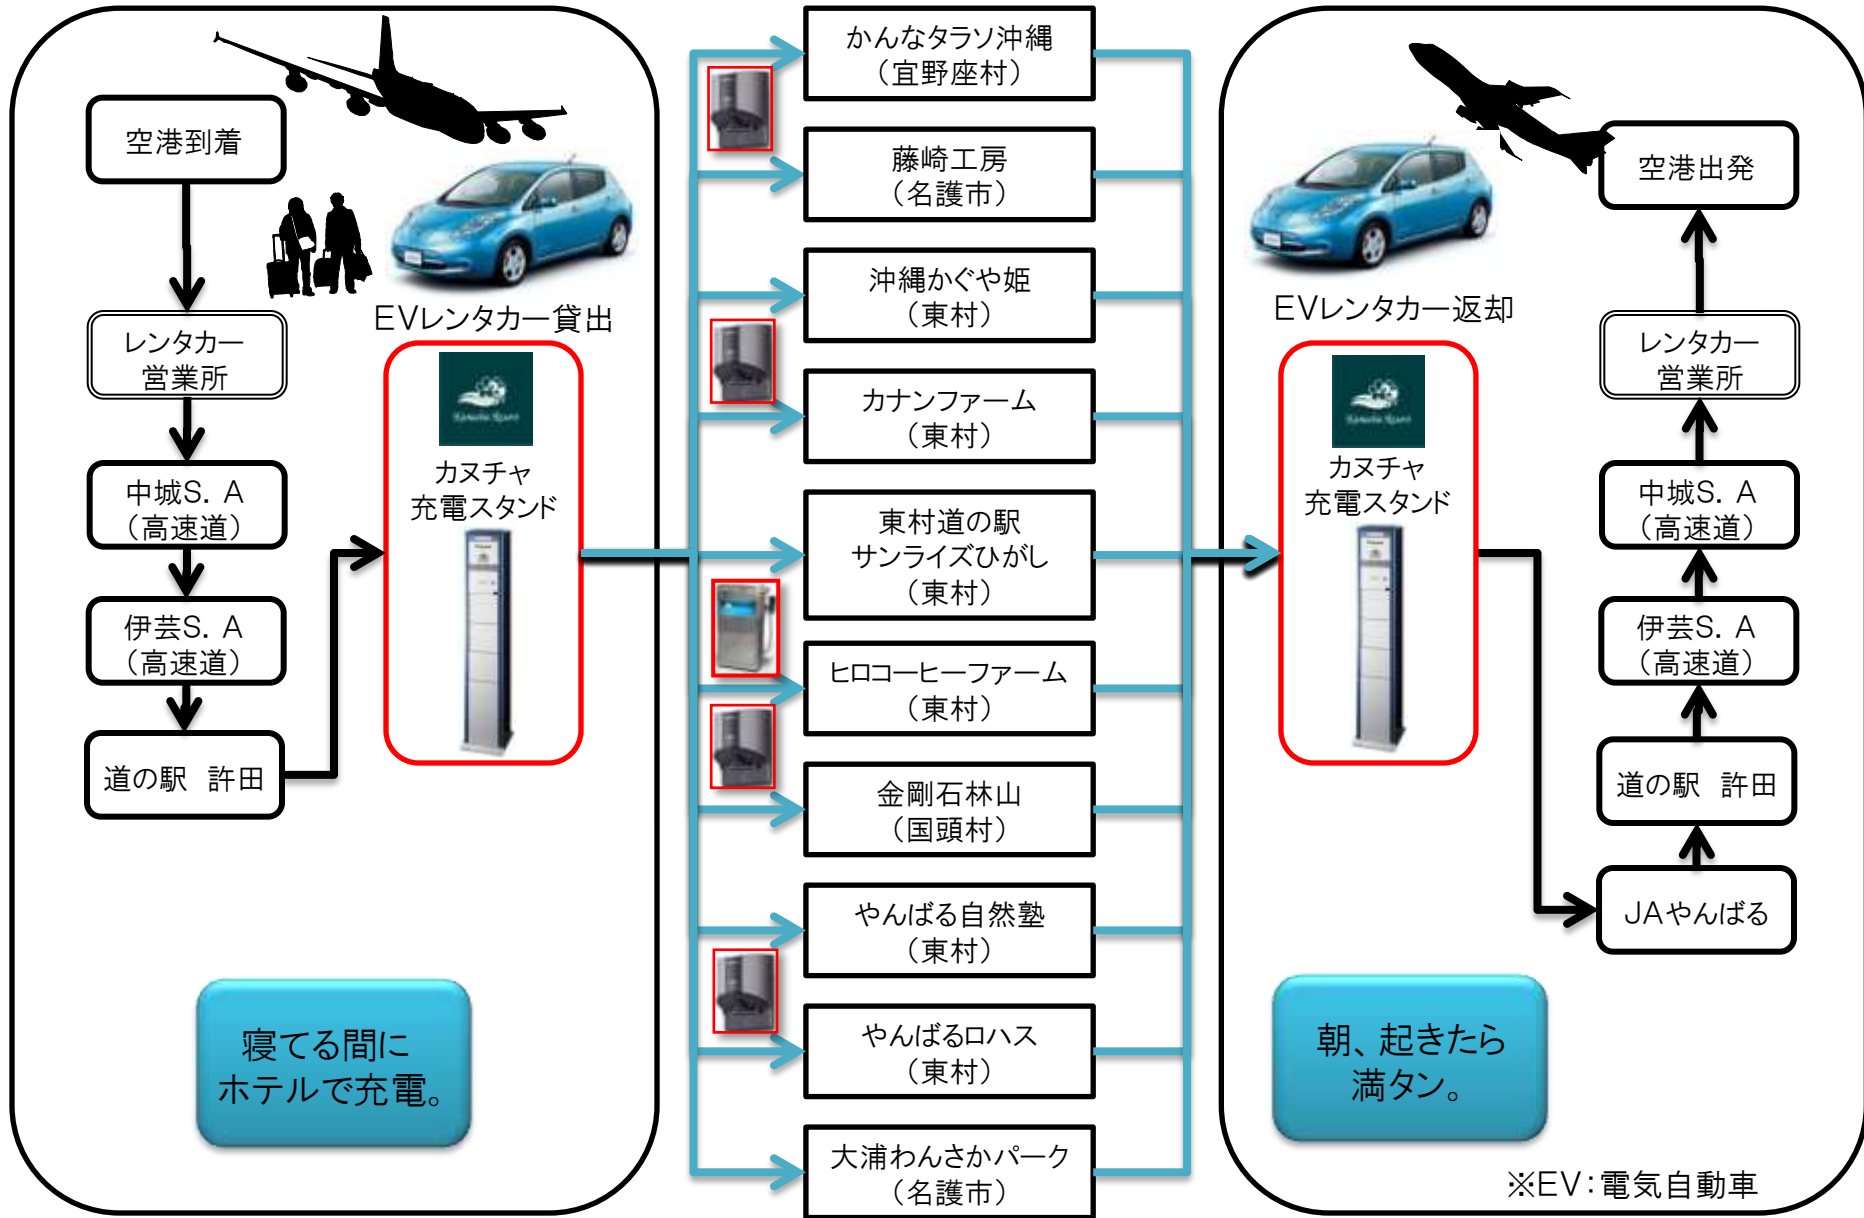 空港到着
レンタカー
営業所
中城S. A
（高速道）
伊芸S. A
（高速道）
道の駅　許田
EVレンタカー貸出
カヌチャ
充電スタンド
寝てる間に
ホテルで充電。
かんなタラソ沖縄
（宜野座村）
藤崎工房
（名護市）
沖縄かぐや姫
（東村）
カナンファーム
（東村）
東村道の駅
サンライズひがし
（東村）
ヒロコーヒーファーム
（東村）
金剛石林山
（国頭村）
やんばる自然塾
（東村）
やんばるロハス
（東村）
大浦わんさかパーク
（名護市）
EVレンタカー返却
カヌチャ
充電スタンド
朝、起きたら
満タン。
空港出発
レンタカー
営業所
中城S. A
（高速道）
伊芸S. A
（高速道）
道の駅　許田
JAやんばる
※EV：電気自動車